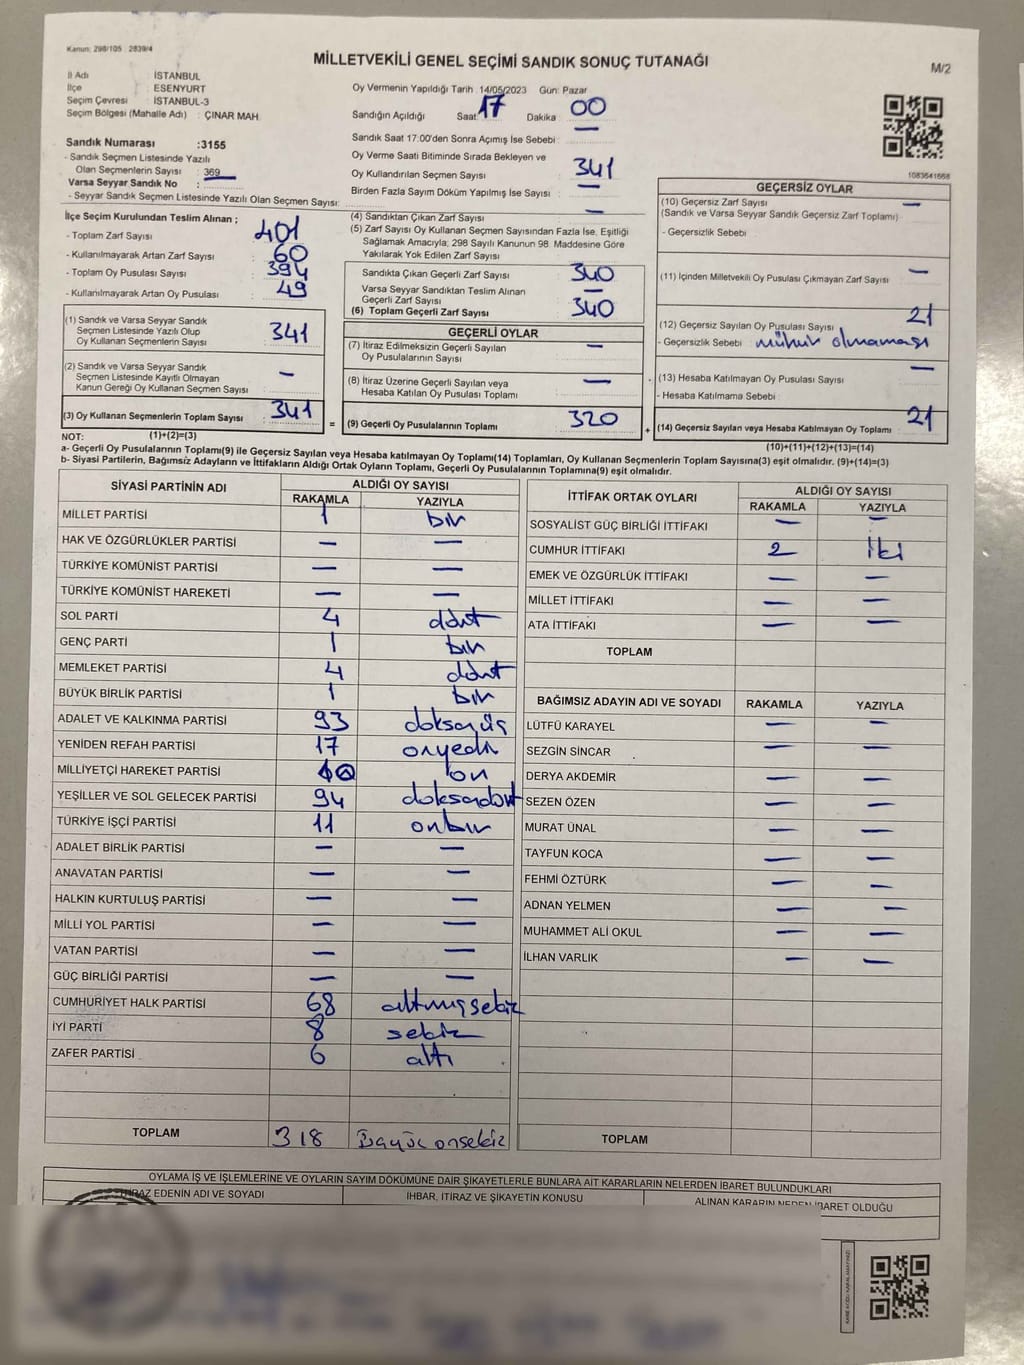 Kanun: 298/105 2839/4
MİLLETVEKİLİ GENEL SEÇİMİ SANDIK SONUÇ TUTANAĞI
M/2
İl Adı : İSTANBUL
İlçe : ESENYURT
Seçim Çevresi : İSTANBUL-3
Seçim Bölgesi (Mahalle Adı) : ÇINAR MAH.
Sandık Numarası :3155
- Sandık Seçmen Listesinde Yazılı
Olan Seçmenlerin Sayısı : 369
Varsa Seyyar Sandık No :
- Seyyar Sandık Seçmen Listesinde Yazılı Olan Seçmen Sayısı:
Oy Vermenin Yapıldığı Tarih :14/05/2023 Gün: Pazar
Sandığın Açıldığı Saat: 17 Dakika : 00
Sandık Saat 17:00'den Sonra Açımış İse Sebebi : —
Oy Verme Saati Bitiminde Sırada Bekleyen ve
Oy Kullandırılan Seçmen Sayısı : 341
Birden Fazla Sayım Döküm Yapılmış İse Sayısı : —
1083641668
İlçe Seçim Kurulundan Teslim Alınan ;
- Toplam Zarf Sayısı : 401
- Kullanılmayarak Artan Zarf Sayısı : 60
- Toplam Oy Pusulası Sayısı : 394
- Kullanılmayarak Artan Oy Pusulası : 49
(1) Sandık ve Varsa Seyyar Sandık
Seçmen Listesinde Yazılı Olup
Oy Kullanan Seçmenlerin Sayısı : 341
(2) Sandık ve Varsa Seyyar Sandık
Seçmen Listesinde Kayıtlı Olmayan
Kanun Gereği Oy Kullanan Seçmen Sayısı : —
(3) Oy Kullanan Seçmenlerin Toplam Sayısı : 341
(4) Sandıktan Çıkan Zarf Sayısı : —
(5) Zarf Sayısı Oy Kullanan Seçmen Sayısından Fazla İse, Eşitliği
Sağlamak Amacıyla; 298 Sayılı Kanunun 98. Maddesine Göre
Yakılarak Yok Edilen Zarf Sayısı :
Sandıkta Çıkan Geçerli Zarf Sayısı : 340
Varsa Seyyar Sandıktan Teslim Alınan
Geçerli Zarf Sayısı : —
(6) Toplam Geçerli Zarf Sayısı : 340
GEÇERLİ OYLAR
(7) İtiraz Edilmeksizin Geçerli Sayılan
Oy Pusulalarının Sayısı : —
(8) İtiraz Üzerine Geçerli Sayılan veya
Hesaba Katılan Oy Pusulası Toplamı : —
= (9) Geçerli Oy Pusulalarının Toplamı : 320
GEÇERSİZ OYLAR
(10) Geçersiz Zarf Sayısı : —
(Sandık ve Varsa Seyyar Sandık Geçersiz Zarf Toplamı)
- Geçersizlik Sebebi :
(11) İçinden Milletvekili Oy Pusulası Çıkmayan Zarf Sayısı : —
(12) Geçersiz Sayılan Oy Pusulası Sayısı : 21
- Geçersizlik Sebebi : mühür olmaması
(13) Hesaba Katılmayan Oy Pusulası Sayısı : —
- Hesaba Katılmama Sebebi :
+ (14) Geçersiz Sayılan veya Hesaba Katılmayan Oy Toplamı : 21
NOT: (1)+(2)=(3) (10)+(11)+(12)+(13)=(14)
a- Geçerli Oy Pusulasının Toplamı(9) ile Geçersiz Sayılan veya Hesaba katılmayan Oy Toplamı(14) Toplamları, Oy Kullanan Seçmenlerin Toplam Sayısına(3) eşit olmalıdır. (9)+(14)=(3)
b- Siyasi Partilerin, Bağımsız Adayların ve İttifakların Aldığı Ortak Oyların Toplamı, Geçerli Oy Pusulalarının Toplamına(9) eşit olmalıdır.
SİYASİ PARTİNİN ADI ALDIĞI OY SAYISI
RAKAMLA YAZIYLA
MİLLET PARTİSİ 1 bir
HAK VE ÖZGÜRLÜKLER PARTİSİ — —
TÜRKİYE KOMÜNİST PARTİSİ — —
TÜRKİYE KOMÜNİST HAREKETİ — —
SOL PARTİ 4 dört
GENÇ PARTİ 1 bir
MEMLEKET PARTİSİ 4 dört
BÜYÜK BİRLİK PARTİSİ 1 bir
ADALET VE KALKINMA PARTİSİ 93 doksan üç
YENİDEN REFAH PARTİSİ 17 onyedi
MİLLİYETÇİ HAREKET PARTİSİ 10 on
YEŞİLLER VE SOL GELECEK PARTİSİ 94 doksandört
TÜRKİYE İŞÇİ PARTİSİ 11 onbir
ADALET BİRLİK PARTİSİ — —
ANAVATAN PARTİSİ — —
HALKIN KURTULUŞ PARTİSİ — —
MİLLİ YOL PARTİSİ — —
VATAN PARTİSİ — —
GÜÇ BİRLİĞİ PARTİSİ — —
CUMHURİYET HALK PARTİSİ 68 altmışsekiz
İYİ PARTİ 8 sekiz
ZAFER PARTİSİ 6 altı
TOPLAM 318 üçyüz onsekiz
İTTİFAK ORTAK OYLARI ALDIĞI OY SAYISI
RAKAMLA YAZIYLA
SOSYALİST GÜÇ BİRLİĞİ İTTİFAKI — —
CUMHUR İTTİFAKI 2 iki
EMEK VE ÖZGÜRLÜK İTTİFAKI — —
MİLLET İTTİFAKI — —
ATA İTTİFAKI — —
TOPLAM
BAĞIMSIZ ADAYIN ADI VE SOYADI RAKAMLA YAZIYLA
LÜTFÜ KARAYEL — —
SEZGİN SİNCAR — —
DERYA AKDEMİR — —
SEZEN ÖZEN — —
MURAT ÜNAL — —
TAYFUN KOCA — —
FEHMİ ÖZTÜRK — —
ADNAN YELMEN — —
MUHAMMET ALİ OKUL — —
İLHAN VARLIK — —
TOPLAM
OYLAMA İŞ VE İŞLEMLERİNE VE OYLARIN SAYIM DÖKÜMÜNE DAİR ŞİKAYETLERLE BUNLARA AİT KARARLARIN NELERDEN İBARET BULUNDUKLARI
İTİRAZ EDENİN ADI VE SOYADI İHBAR, İTİRAZ VE ŞİKAYETİN KONUSU ALINAN KARARIN NEDEN İBARET OLDUĞU